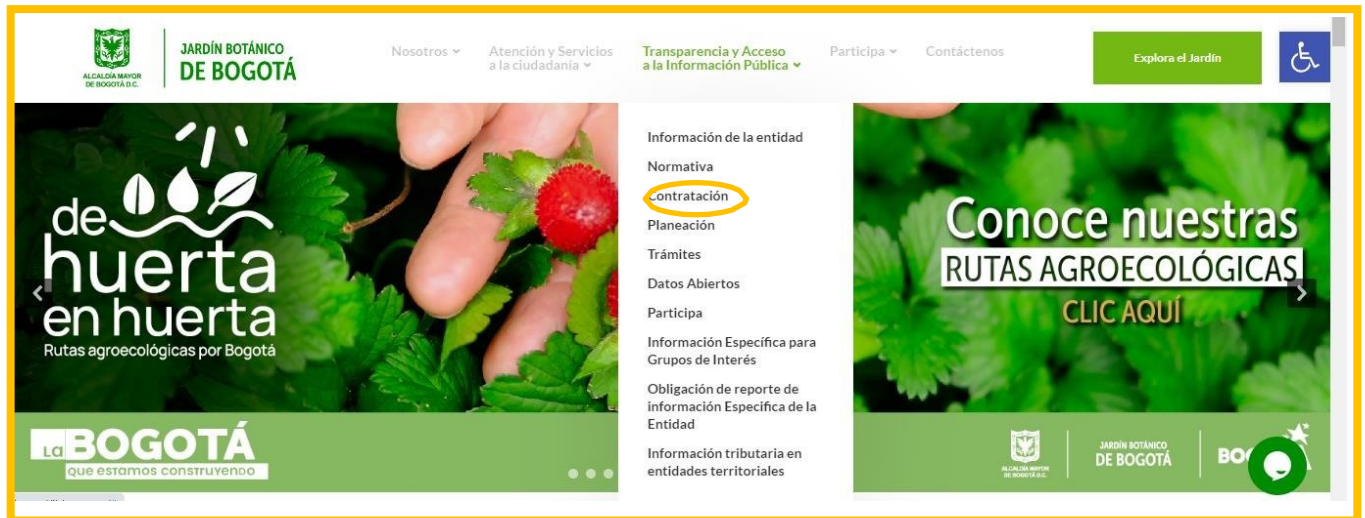 ALCALDÍA MAYOR
DE BOGOTÁ D.C.
JARDÍN BOTÁNICO
DE BOGOTÁ
Nosotros
Atención y Servicios
a la ciudadanía
Transparencia y Acceso
a la Información Pública
Participa
Contáctenos
Explora el Jardín
Información de la entidad
Normativa
Contratación
Planeación
Trámites
Datos Abiertos
Participa
Información Específica para
Grupos de Interés
Obligación de reporte de
información Especifica de la
Entidad
Información tributaria en
entidades territoriales
de
huerta
en huerta
Rutas agroecológicas por Bogotá
Conoce nuestras
RUTAS AGROECOLÓGICAS
CLIC AQUÍ
La BOGOTÁ
que estamos construyendo
ALCALDÍA MAYOR
DE BOGOTÁ D.C.
JARDÍN BOTÁNICO
DE BOGOTÁ